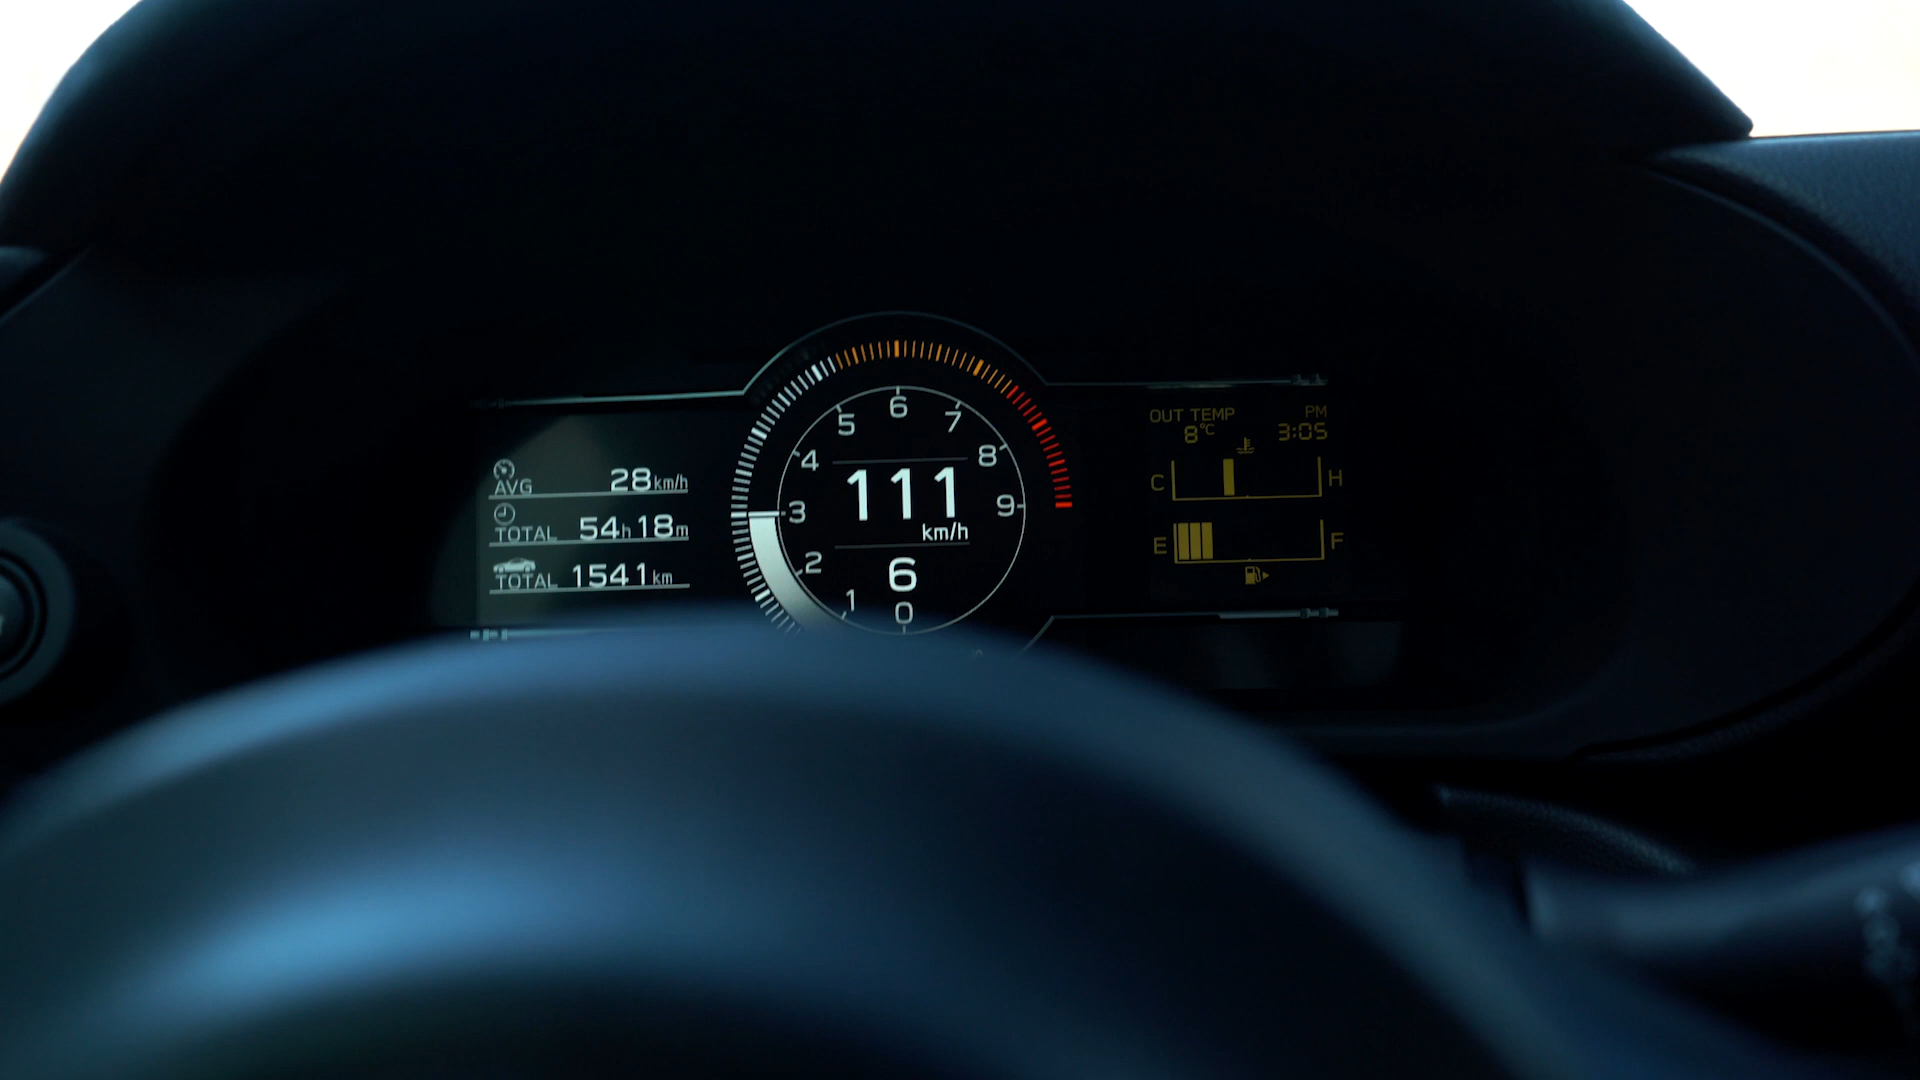 AVG 28km/h
TOTAL 54h18m
TOTAL 1541km
6
5 7
4 8
111
3 9
km/h
2
6
1
0
OUT TEMP PM
8°C 3:05
C H
E F